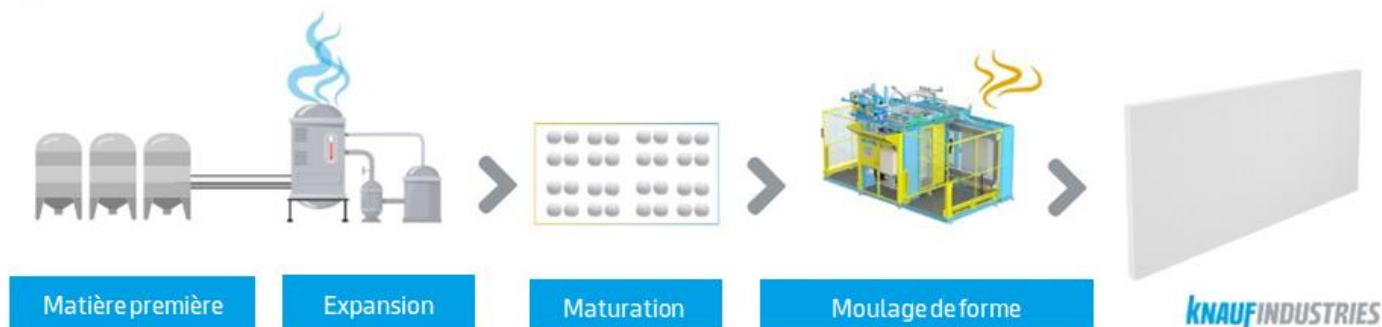 Matière première
Expansion
Maturation
Moulage de forme
KNAUFINDUSTRIES